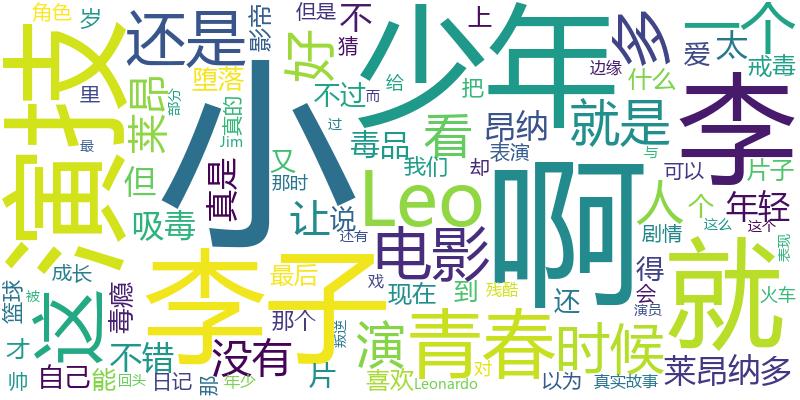 角色
岁
还是
影帝
但是
不
猜
上
少年
多
一个
爱
太
边缘
戒毒
演技
里
莱昂
堕落
好
不过
给
把
什么
小
而
部分
Jim
真的
李
最
但
真是
又
毒品
看
昂纳
就是
过
表演
却
与
吸毒
那时
我们
可以
片子
让
说
Leo
啊
人
个
年轻
还有
这么
这个
成长
李子
最后
电影
剧情
就
表现
篮球
这
毒瘾
那个
戏
现在
到
残酷
还
得
会
演员
火车
被
不错
没有
叛逆
演
青春
时候
才
帅
自己
能
回头
日记
那
年少
片
喜欢
Leonardo
对
以为
真实故事
莱昂纳多